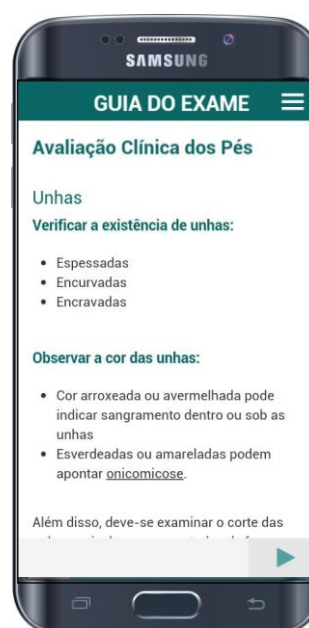 SAMSUNG
GUIA DO EXAME
Avaliação Clínica dos Pés
Unhas
Verificar a existência de unhas:
• Espessadas
• Encurvadas
• Encravadas
Observar a cor das unhas:
• Cor arroxeada ou avermelhada pode
indicar sangramento dentro ou sob as
unhas
• Esverdeadas ou amareladas podem
apontar onicomicose.
Além disso, deve-se examinar o corte das